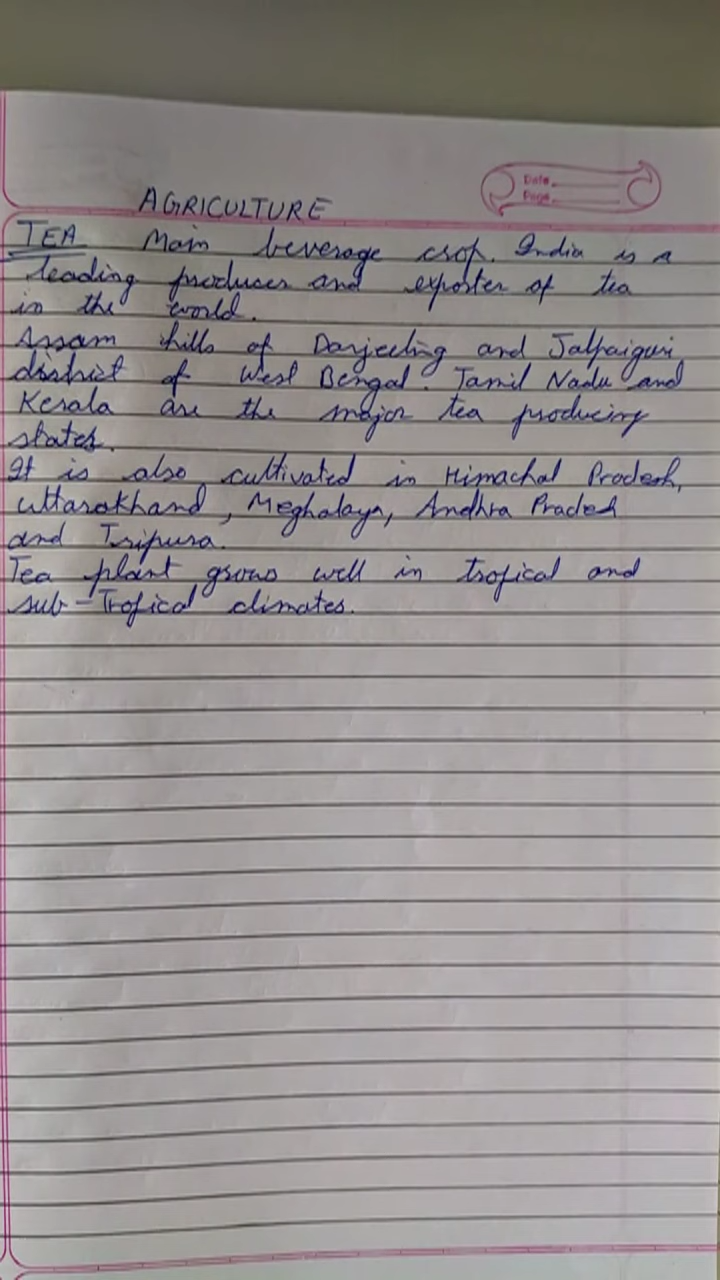 Date
Page
AGRICULTURE
TEA Main beverage crop. India is a
leading producer and exporter of tea
in the world.
Assam hills of Darjeeling and Jalpaiguri
district of West Bengal. Tamil Nadu and
Kerala are the major tea producing
states.
It is also cultivated in Himachal Pradesh,
Uttarakhand, Meghalaya, Andhra Pradesh
and Tripura.
Tea plant grows well in tropical and
sub-Tropical climates.